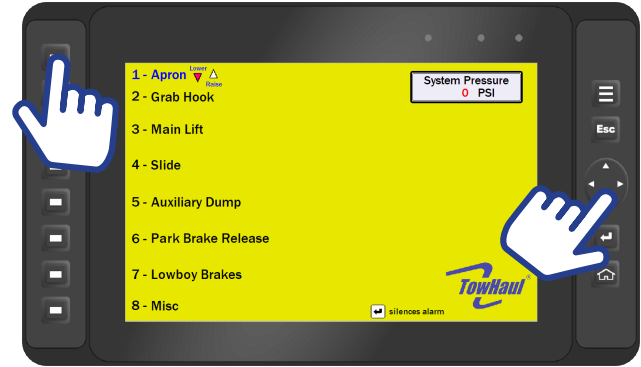 Lower
1 - Apron
Raise
System Pressure
0 PSI
2 - Grab Hook
3 - Main Lift
Esc
4 - Slide
5 - Auxiliary Dump
6 - Park Brake Release
7 - Lowboy Brakes
TowHaul®
8 - Misc
silences alarm